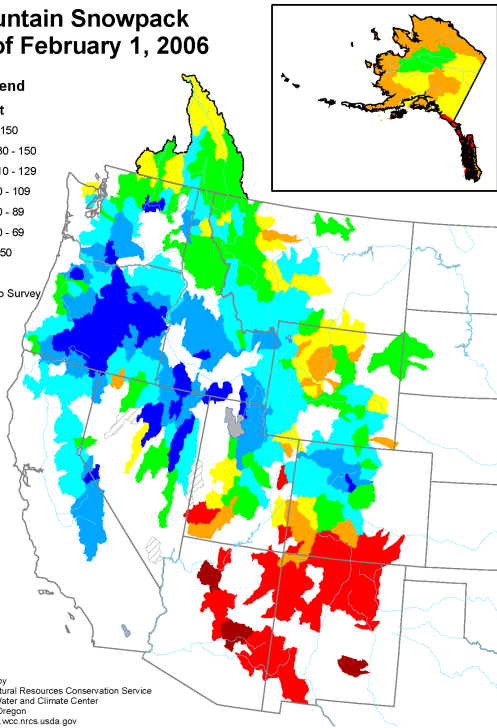 untain Snowpack
of February 1, 2006
end
t
150
30 - 150
10 - 129
0 - 109
0 - 89
0 - 69
50
o Survey
by
tural Resources Conservation Service
Water and Climate Center
Oregon
.wcc.nrcs.usda.gov